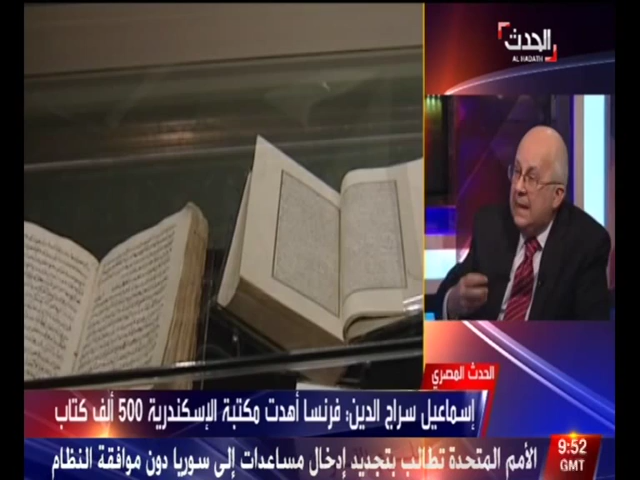 الحدث
AL HADATH
الحدث المصري
إسماعيل سراج الدين: فرنسا أهدت مكتبة الإسكندرية 500 ألف كتاب
9:52
GMT
الأمم المتحدة تطالب بتجديد إدخال مساعدات إلى سوريا دون موافقة النظام